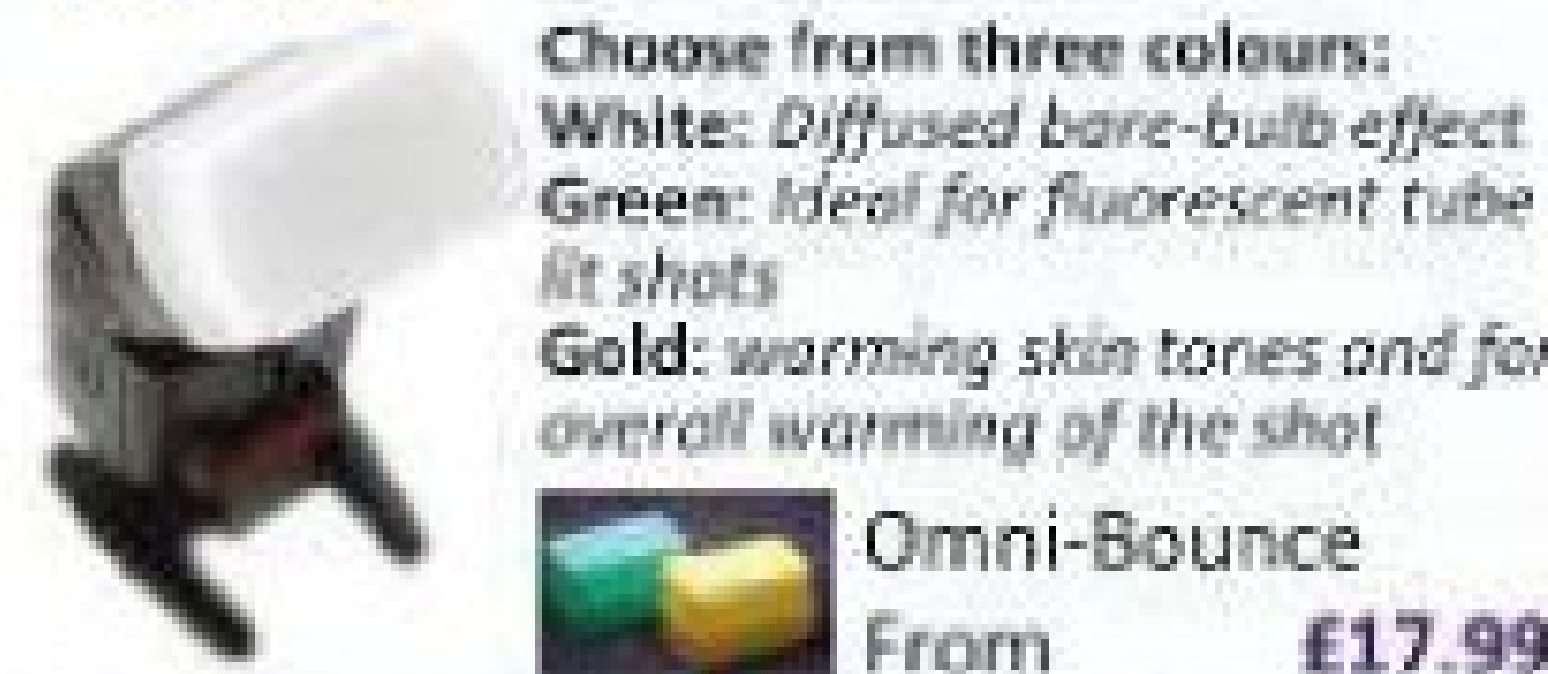 Choose from three colours:
White: Diffused bare-bulb effect
Green: Ideal for fluorescent tube
lit shots
Gold: warming skin tones and for
overall warming of the shot
Omni-Bounce
From £17.99